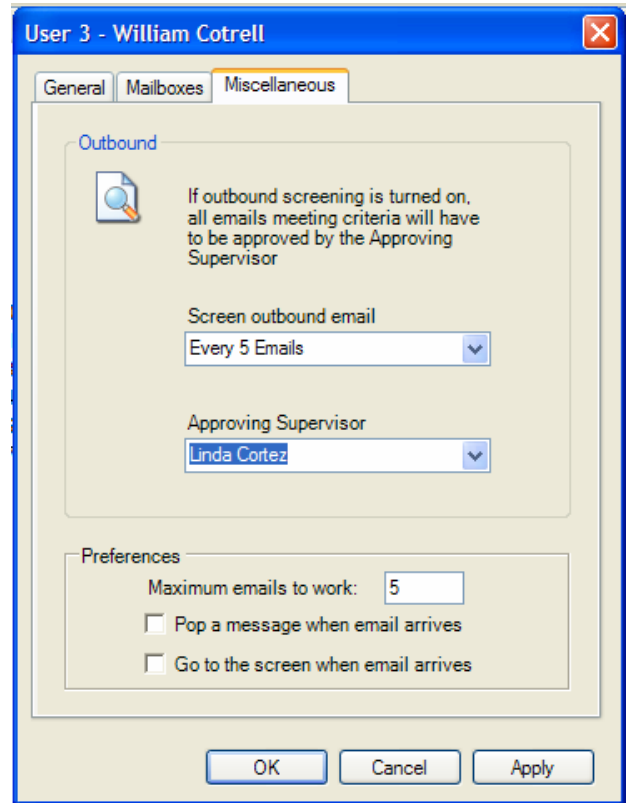 User 3 - William Cotrell
General Mailboxes Miscellaneous
Outbound
If outbound screening is turned on,
all emails meeting criteria will have
to be approved by the Approving
Supervisor
Screen outbound email
Every 5 Emails
Approving Supervisor
Linda Cortez
Preferences
Maximum emails to work: 5
Pop a message when email arrives
Go to the screen when email arrives
OK Cancel Apply